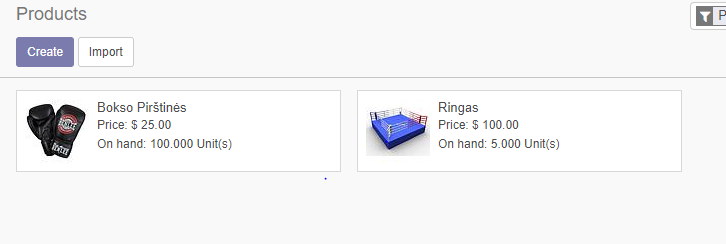 Products
P
Create
Import
Bokso Pirštinės
Price: $ 25.00
On hand: 100.000 Unit(s)
Ringas
Price: $ 100.00
On hand: 5.000 Unit(s)